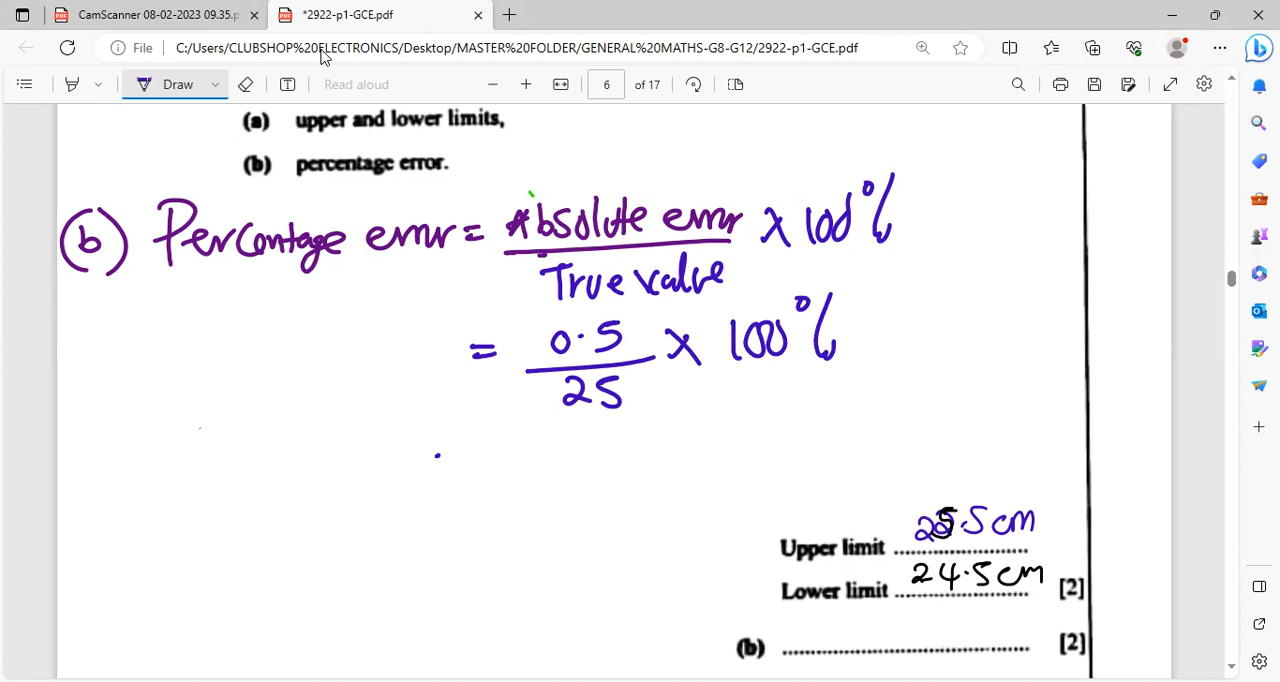 CamScanner 08-02-2023 09.35.p
*2922-p1-GCE.pdf
File C:/Users/CLUBSHOP%20ELECTRONICS/Desktop/MASTER%20FOLDER/GENERAL%20MATHS-G8-G12/2922-p1-GCE.pdf
Draw Read aloud 6 of 17
(a) upper and lower limits,
(b) percentage error.
(b) Percentage error = Absolute error × 100%
True value
= 0.5 × 100%
25
Upper limit 25.5cm
Lower limit 24.5cm [2]
(b) [2]